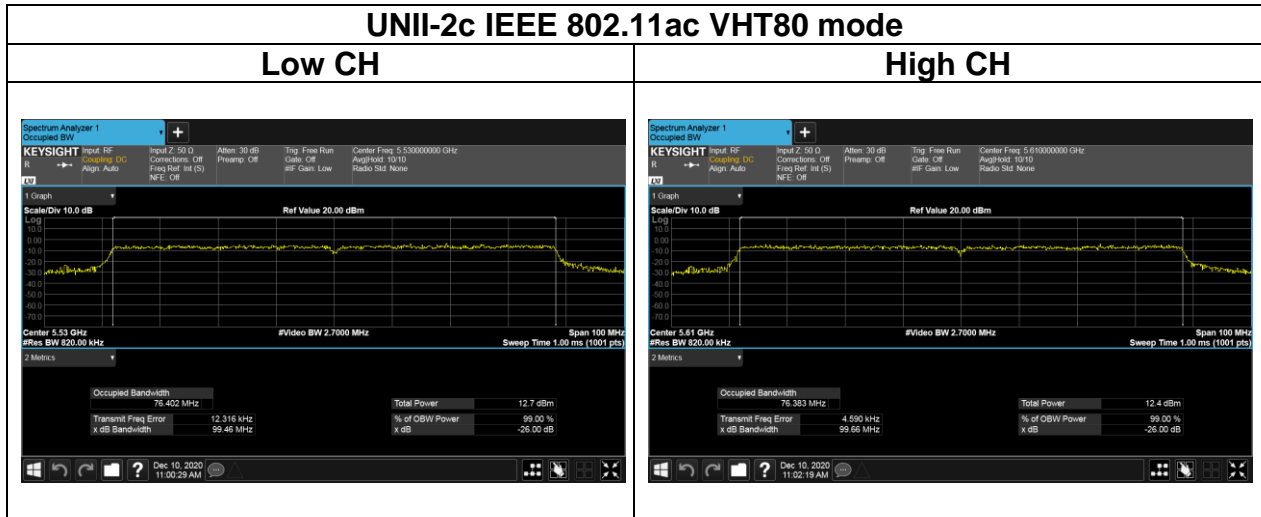 UNII-2c IEEE 802.11ac VHT80 mode
Low CH
High CH
Spectrum Analyzer 1
Occupied BW
+
KEYSIGHT
R
LXI
Input: RF
Coupling: DC
Align: Auto
Input Z: 50 Ω
Corrections: Off
Freq Ref: Int (S)
NFE: Off
Atten: 30 dB
Preamp: Off
Trig: Free Run
Gate: Off
#IF Gain: Low
Center Freq: 5.530000000 GHz
Avg|Hold: 10/10
Radio Std: None
1 Graph
Scale/Div 10.0 dB
Ref Value 20.00 dBm
Log
10.0
0.00
-10.0
-20.0
-30.0
-40.0
-50.0
-60.0
-70.0
Center 5.53 GHz
#Video BW 2.7000 MHz
Span 100 MHz
#Res BW 820.00 kHz
Sweep Time 1.00 ms (1001 pts)
2 Metrics
Occupied Bandwidth
76.402 MHz
Total Power 12.7 dBm
Transmit Freq Error 12.316 kHz
% of OBW Power 99.00 %
x dB Bandwidth 99.46 MHz
x dB -26.00 dB
?
Dec 10, 2020
11:00:29 AM
Spectrum Analyzer 1
Occupied BW
+
KEYSIGHT
R
LXI
Input: RF
Coupling: DC
Align: Auto
Input Z: 50 Ω
Corrections: Off
Freq Ref: Int (S)
NFE: Off
Atten: 30 dB
Preamp: Off
Trig: Free Run
Gate: Off
#IF Gain: Low
Center Freq: 5.610000000 GHz
Avg|Hold: 10/10
Radio Std: None
1 Graph
Scale/Div 10.0 dB
Ref Value 20.00 dBm
Log
10.0
0.00
-10.0
-20.0
-30.0
-40.0
-50.0
-60.0
-70.0
Center 5.61 GHz
#Video BW 2.7000 MHz
Span 100 MHz
#Res BW 820.00 kHz
Sweep Time 1.00 ms (1001 pts)
2 Metrics
Occupied Bandwidth
76.383 MHz
Total Power 12.4 dBm
Transmit Freq Error 4.590 kHz
% of OBW Power 99.00 %
x dB Bandwidth 99.66 MHz
x dB -26.00 dB
?
Dec 10, 2020
11:02:19 AM